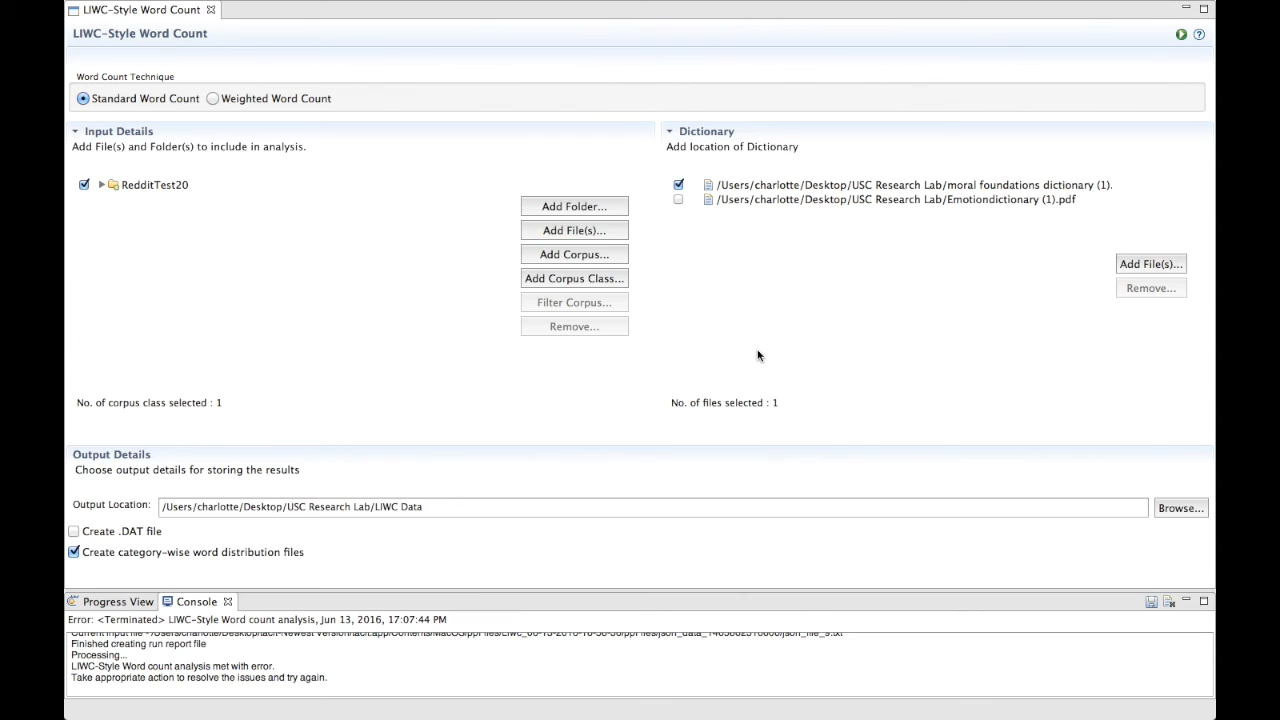 LIWC-Style Word Count
LIWC-Style Word Count
Word Count Technique
Standard Word Count Weighted Word Count
Input Details
Add File(s) and Folder(s) to include in analysis.
RedditTest20
Add Folder...
Add File(s)...
Add Corpus...
Add Corpus Class...
Filter Corpus...
Remove...
No. of corpus class selected : 1
Dictionary
Add location of Dictionary
/Users/charlotte/Desktop/USC Research Lab/moral foundations dictionary (1).
/Users/charlotte/Desktop/USC Research Lab/Emotiondictionary (1).pdf
Add File(s)...
Remove...
No. of files selected : 1
Output Details
Choose output details for storing the results
Output Location: /Users/charlotte/Desktop/USC Research Lab/LIWC Data Browse...
Create .DAT file
Create category-wise word distribution files
Progress View Console
Error: <Terminated> LIWC-Style Word count analysis, Jun 13, 2016, 17:07:44 PM
Finished creating run report file
Processing...
LIWC-Style Word count analysis met with error.
Take appropriate action to resolve the issues and try again.